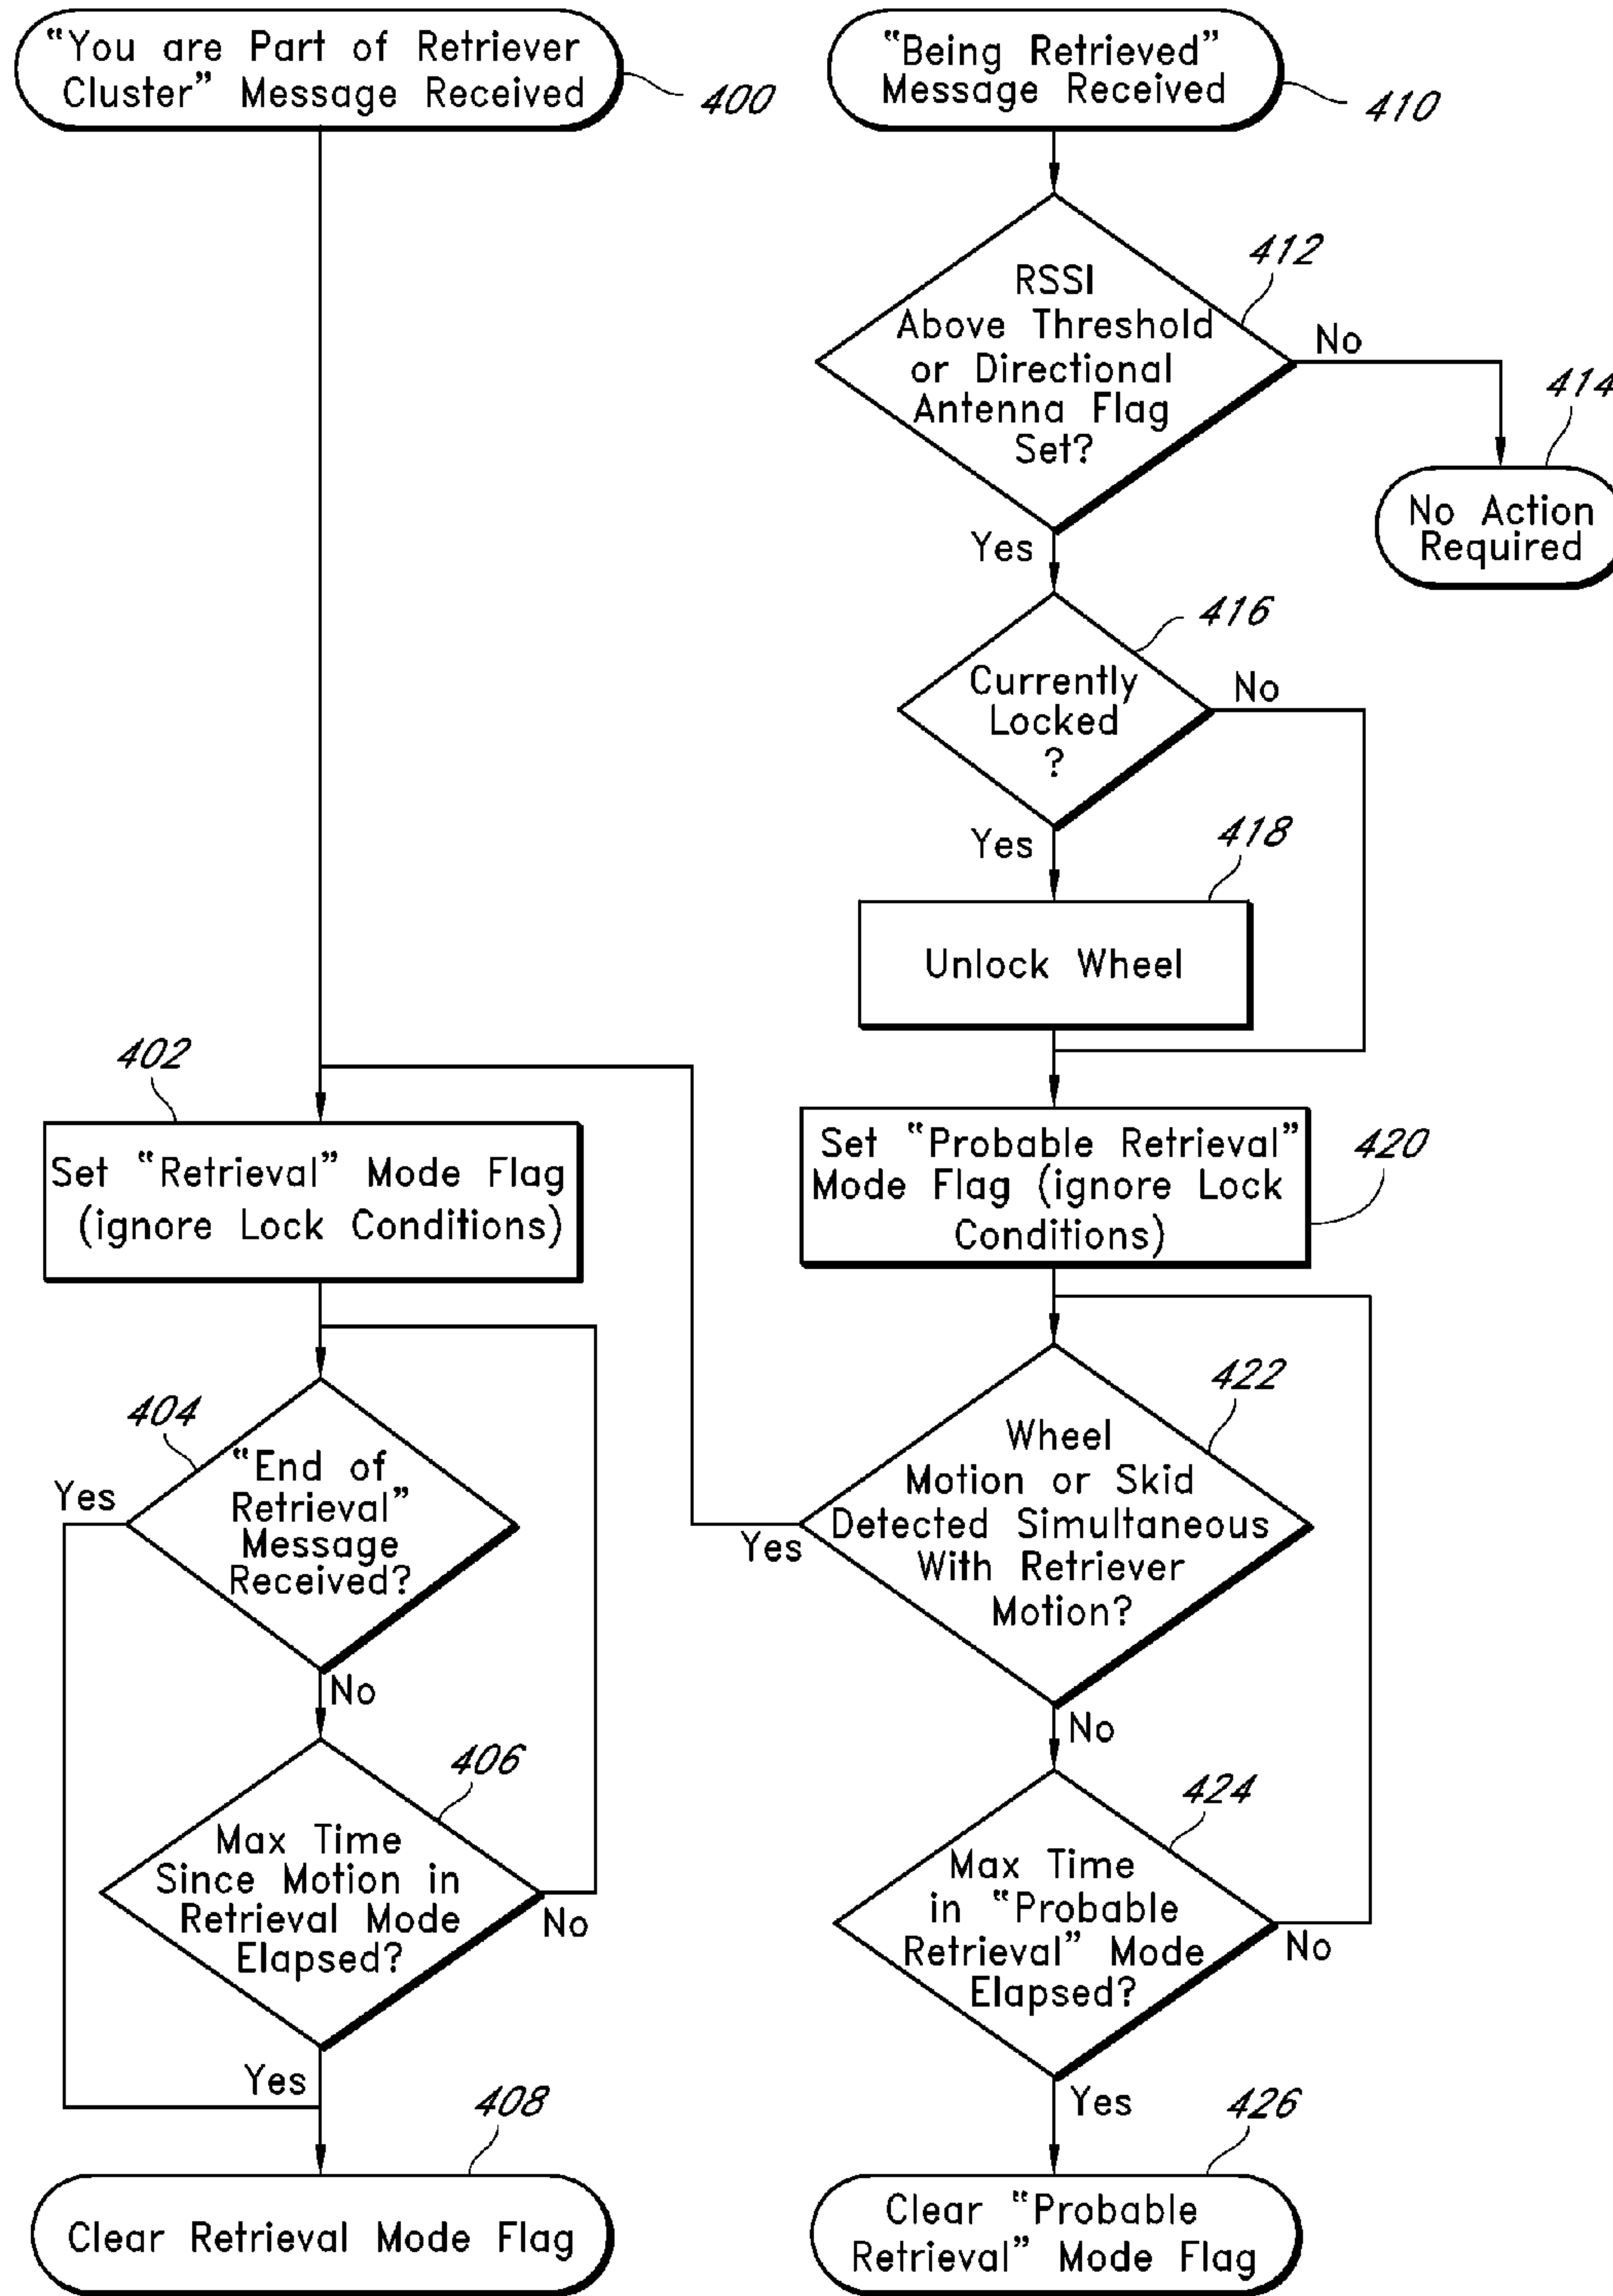 “You are Part of Retriever
Cluster” Message Received
400
402
Set “Retrieval” Mode Flag
(ignore Lock Conditions)
404
“End of
Retrieval”
Message
Received?
Yes
No
406
Max Time
Since Motion in
Retrieval Mode
Elapsed?
No
Yes
408
Clear Retrieval Mode Flag
“Being Retrieved”
Message Received
410
412
RSSI
Above Threshold
or Directional
Antenna Flag
Set?
No
414
No Action
Required
Yes
416
Currently
Locked
?
No
Yes
418
Unlock Wheel
Set “Probable Retrieval”
Mode Flag (ignore Lock
Conditions)
420
422
Wheel
Motion or Skid
Detected Simultaneous
With Retriever
Motion?
Yes
No
424
Max Time
in “Probable
Retrieval” Mode
Elapsed?
No
Yes
426
Clear “Probable
Retrieval” Mode Flag